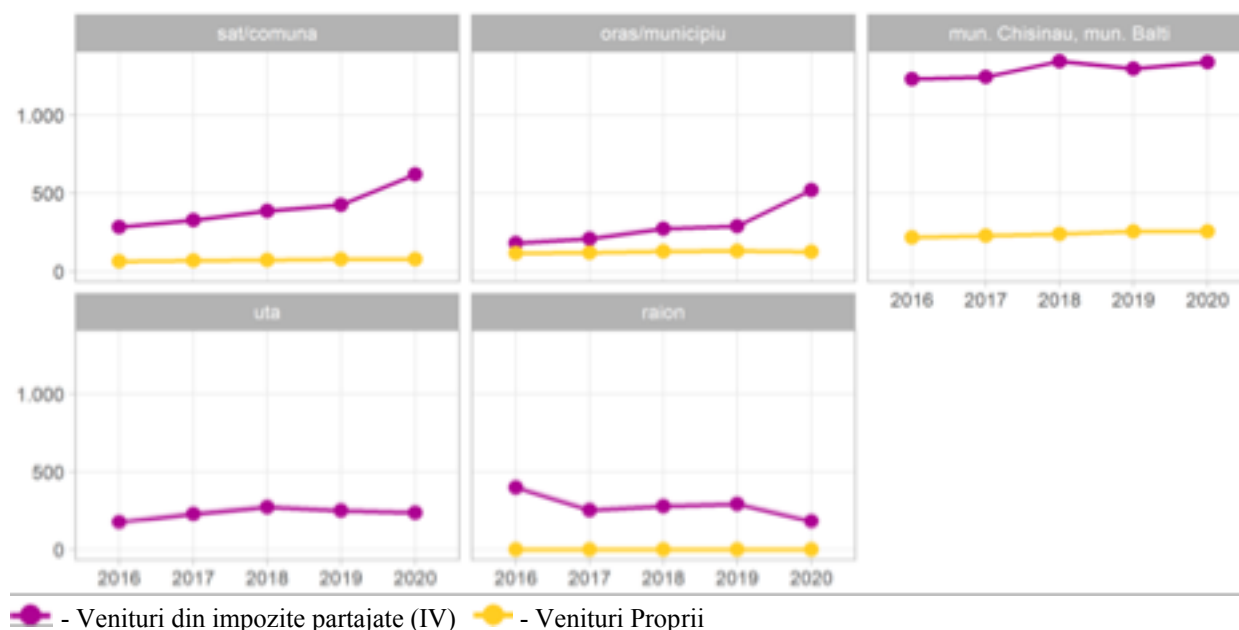 sat/comuna oras/municipiu mun. Chisinau, mun. Balti
1.000
500
0
2016 2017 2018 2019 2020
uta raion
1.000
500
0
2016 2017 2018 2019 2020 2016 2017 2018 2019 2020
- Venituri din impozite partajate (IV) - Venituri Proprii